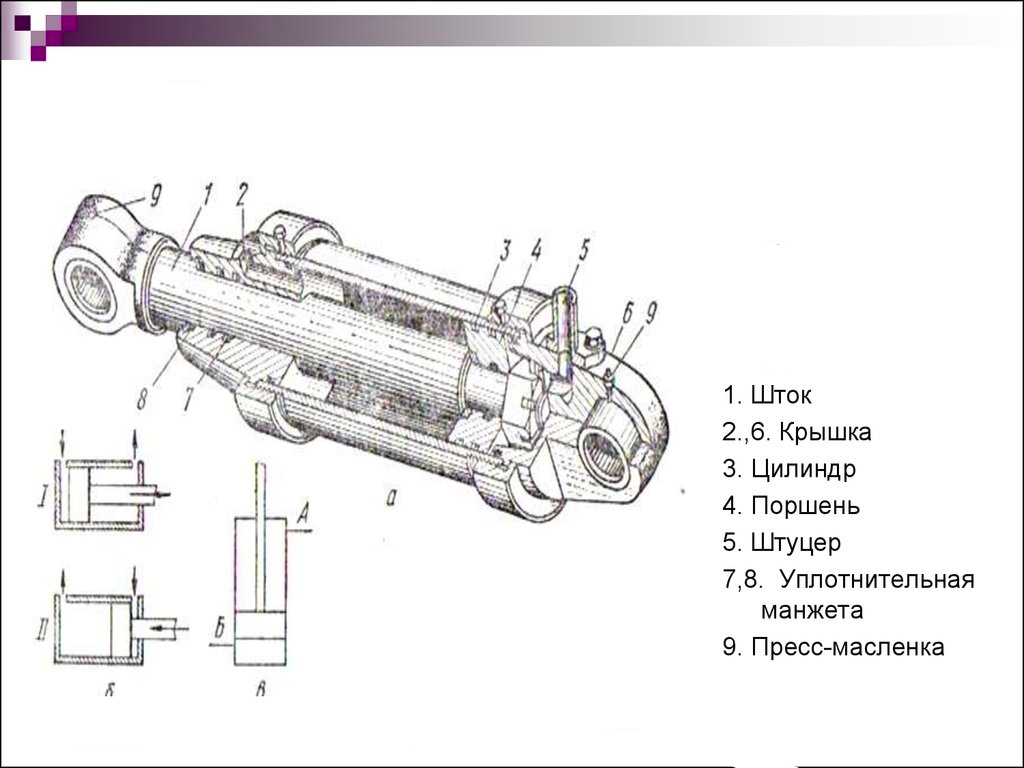 9 1 2
3 4 5
6 9
8 7
а
I
А
II
Б
б
в
1. Шток
2.,6. Крышка
3. Цилиндр
4. Поршень
5. Штуцер
7,8. Уплотнительная
манжета
9. Пресс-масленка